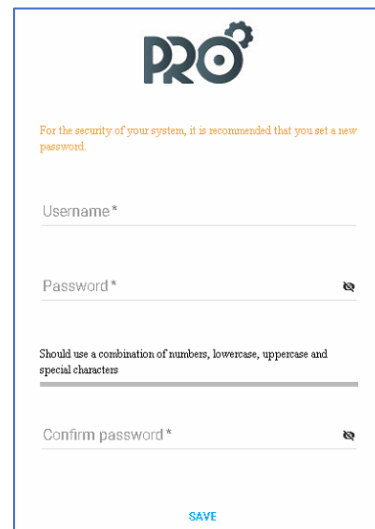 PRO
For the security of your system, it is recommended that you set a new
password.
Username*
Password*
Should use a combination of numbers, lowercase, uppercase and
special characters
Confirm password*
SAVE